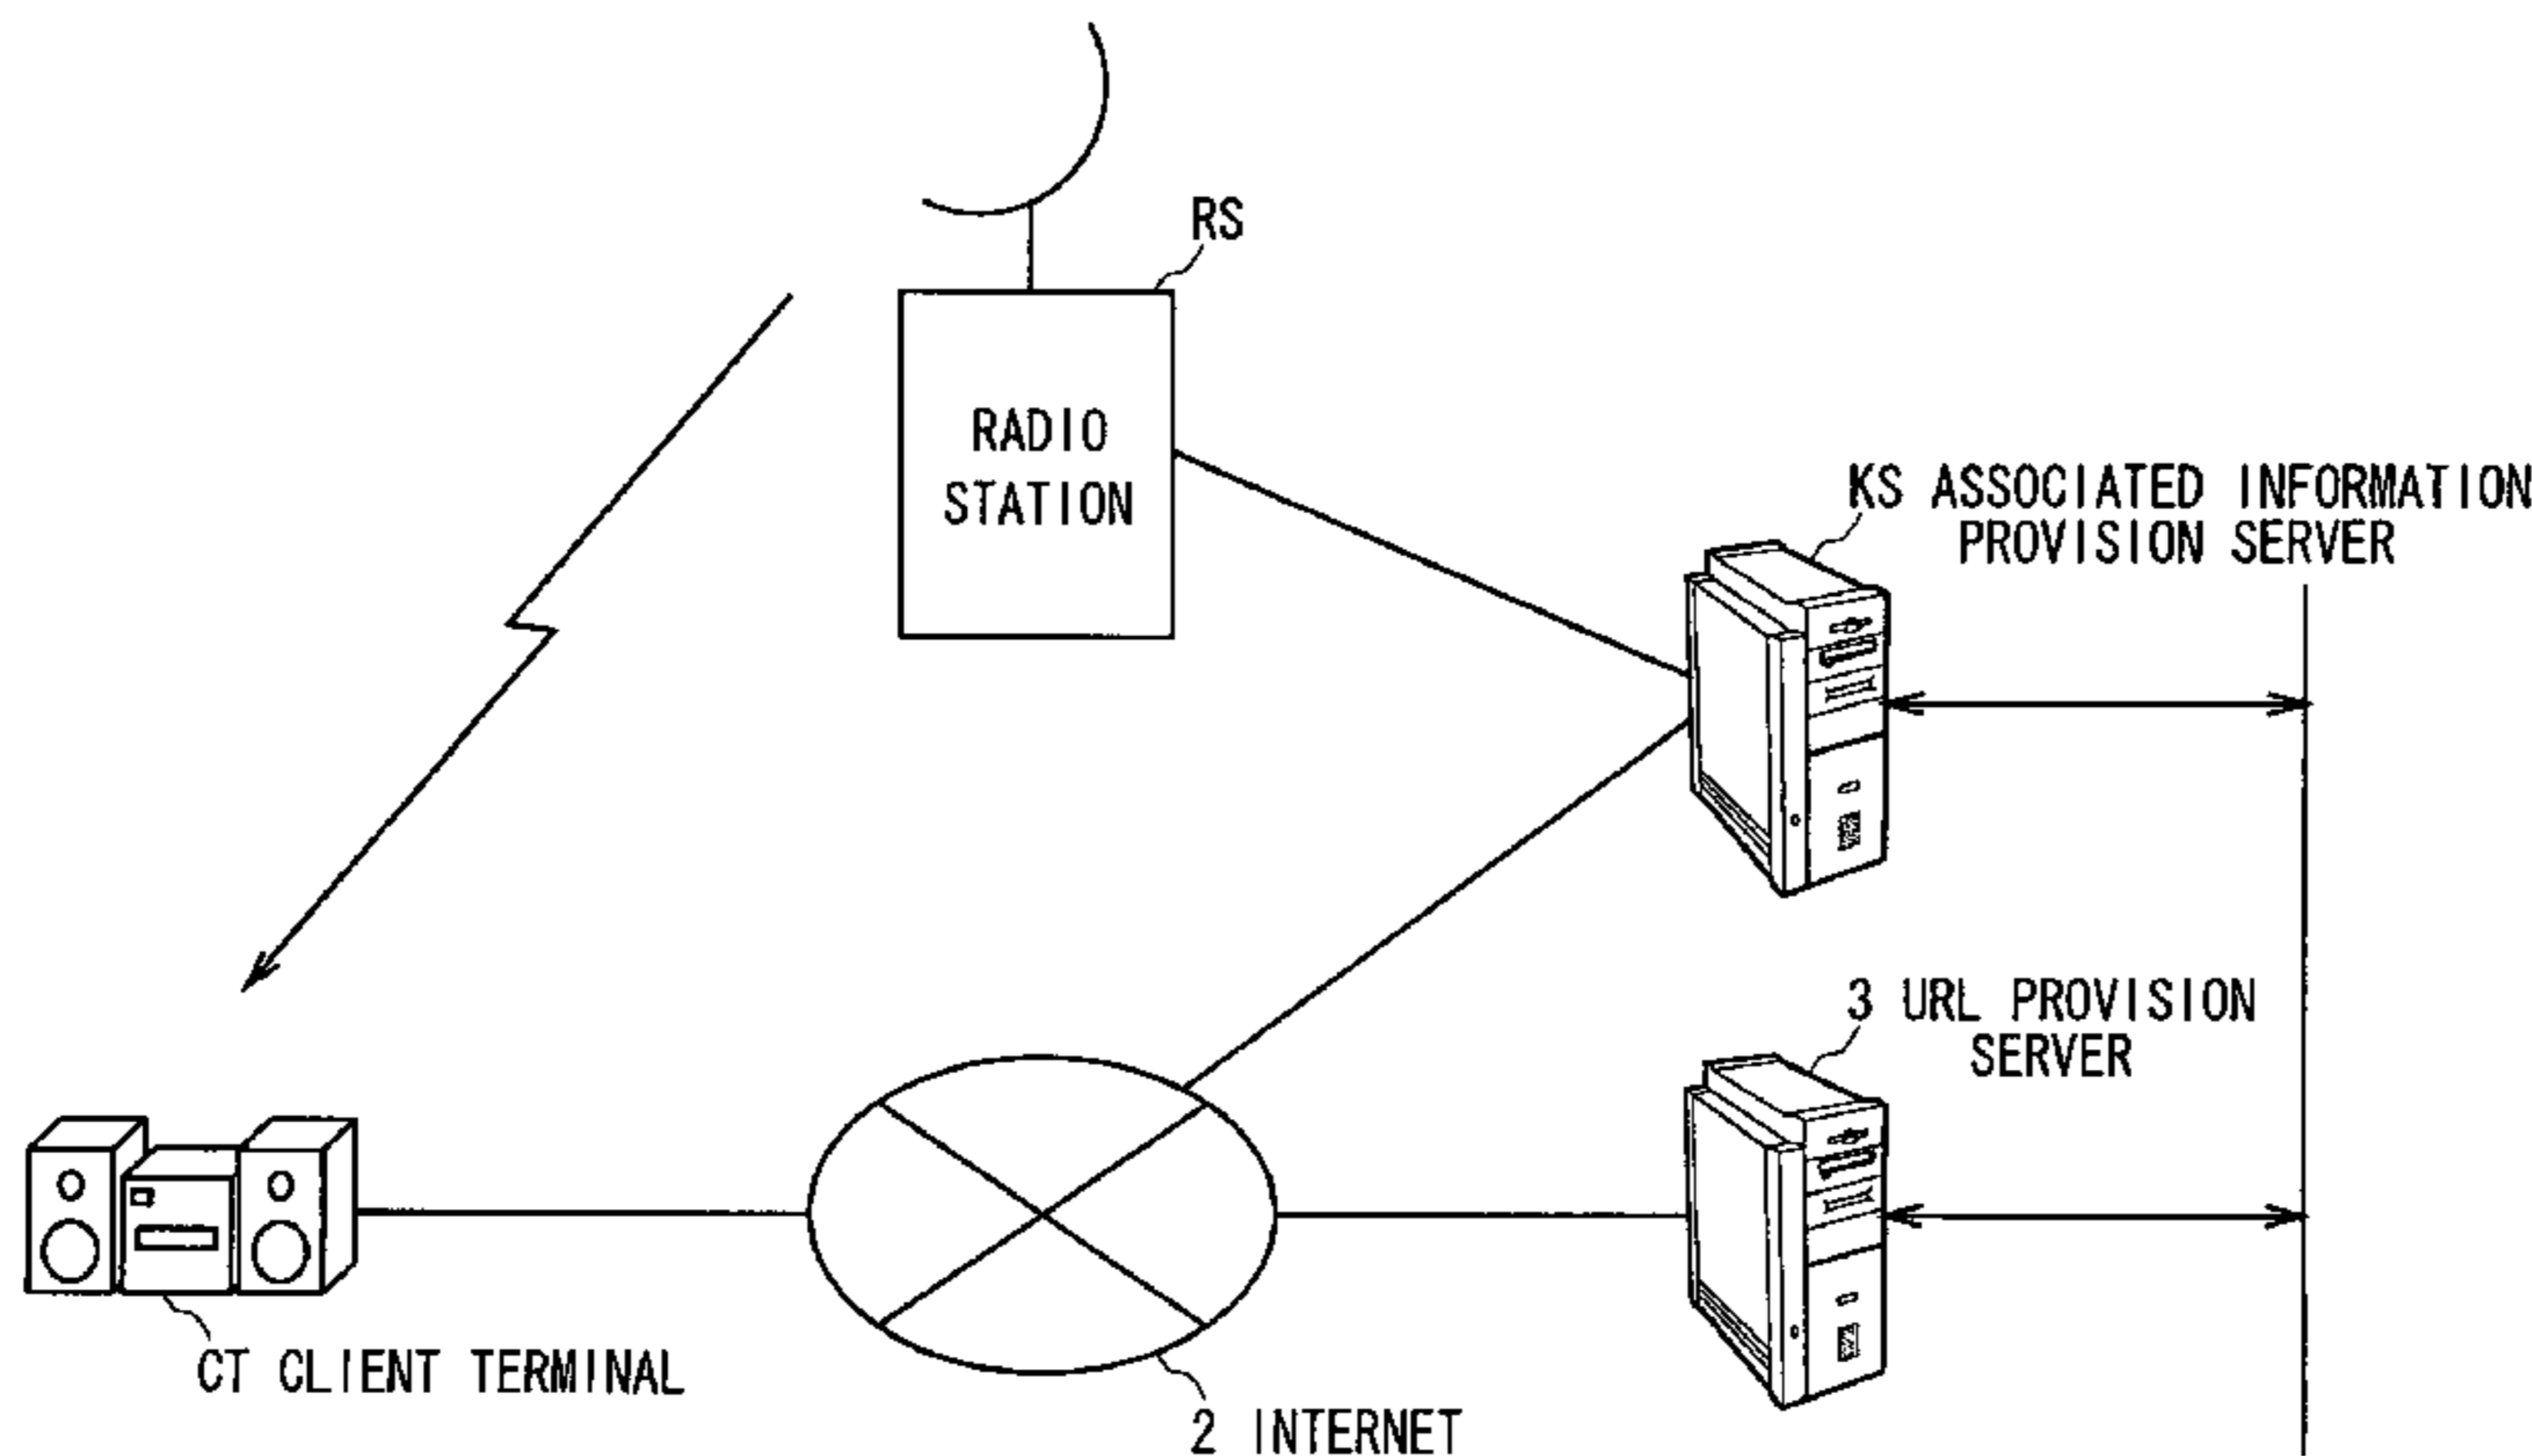 RS
RADIO
STATION
KS ASSOCIATED INFORMATION
PROVISION SERVER
3 URL PROVISION
SERVER
CT CLIENT TERMINAL
2 INTERNET